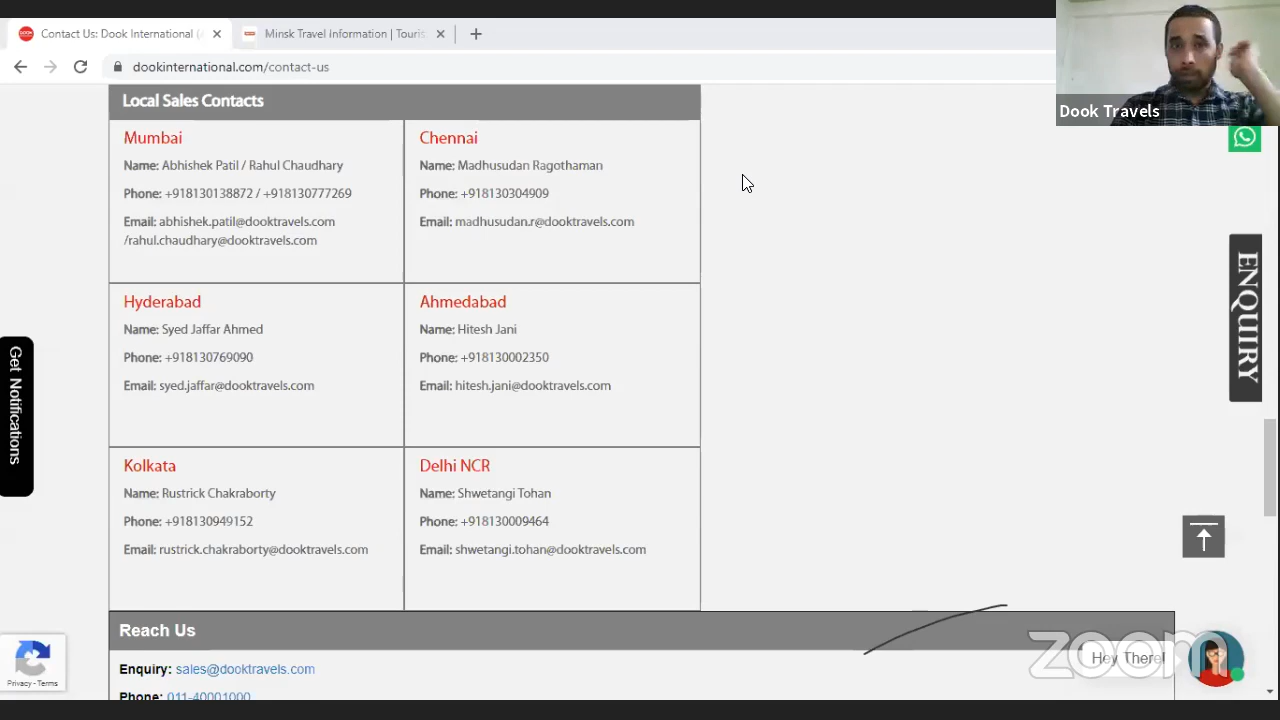 Contact Us: Dook International (
Minsk Travel Information | Touris
dookinternational.com/contact-us
Dook Travels
Local Sales Contacts
Mumbai
Name: Abhishek Patil / Rahul Chaudhary
Phone: +918130138872 / +918130777269
Email: abhishek.patil@dooktravels.com
/rahul.chaudhary@dooktravels.com
Chennai
Name: Madhusudan Ragothaman
Phone: +918130304909
Email: madhusudan.r@dooktravels.com
Hyderabad
Name: Syed Jaffar Ahmed
Phone: +918130769090
Email: syed.jaffar@dooktravels.com
Ahmedabad
Name: Hitesh Jani
Phone: +918130002350
Email: hitesh.jani@dooktravels.com
Kolkata
Name: Rustrick Chakraborty
Phone: +918130949152
Email: rustrick.chakraborty@dooktravels.com
Delhi NCR
Name: Shwetangi Tohan
Phone: +918130009464
Email: shwetangi.tohan@dooktravels.com
Get Notifications
ENQUIRY
Reach Us
Enquiry: sales@dooktravels.com
Phone: 011-40001000
Privacy - Terms
Hey There!
zoom